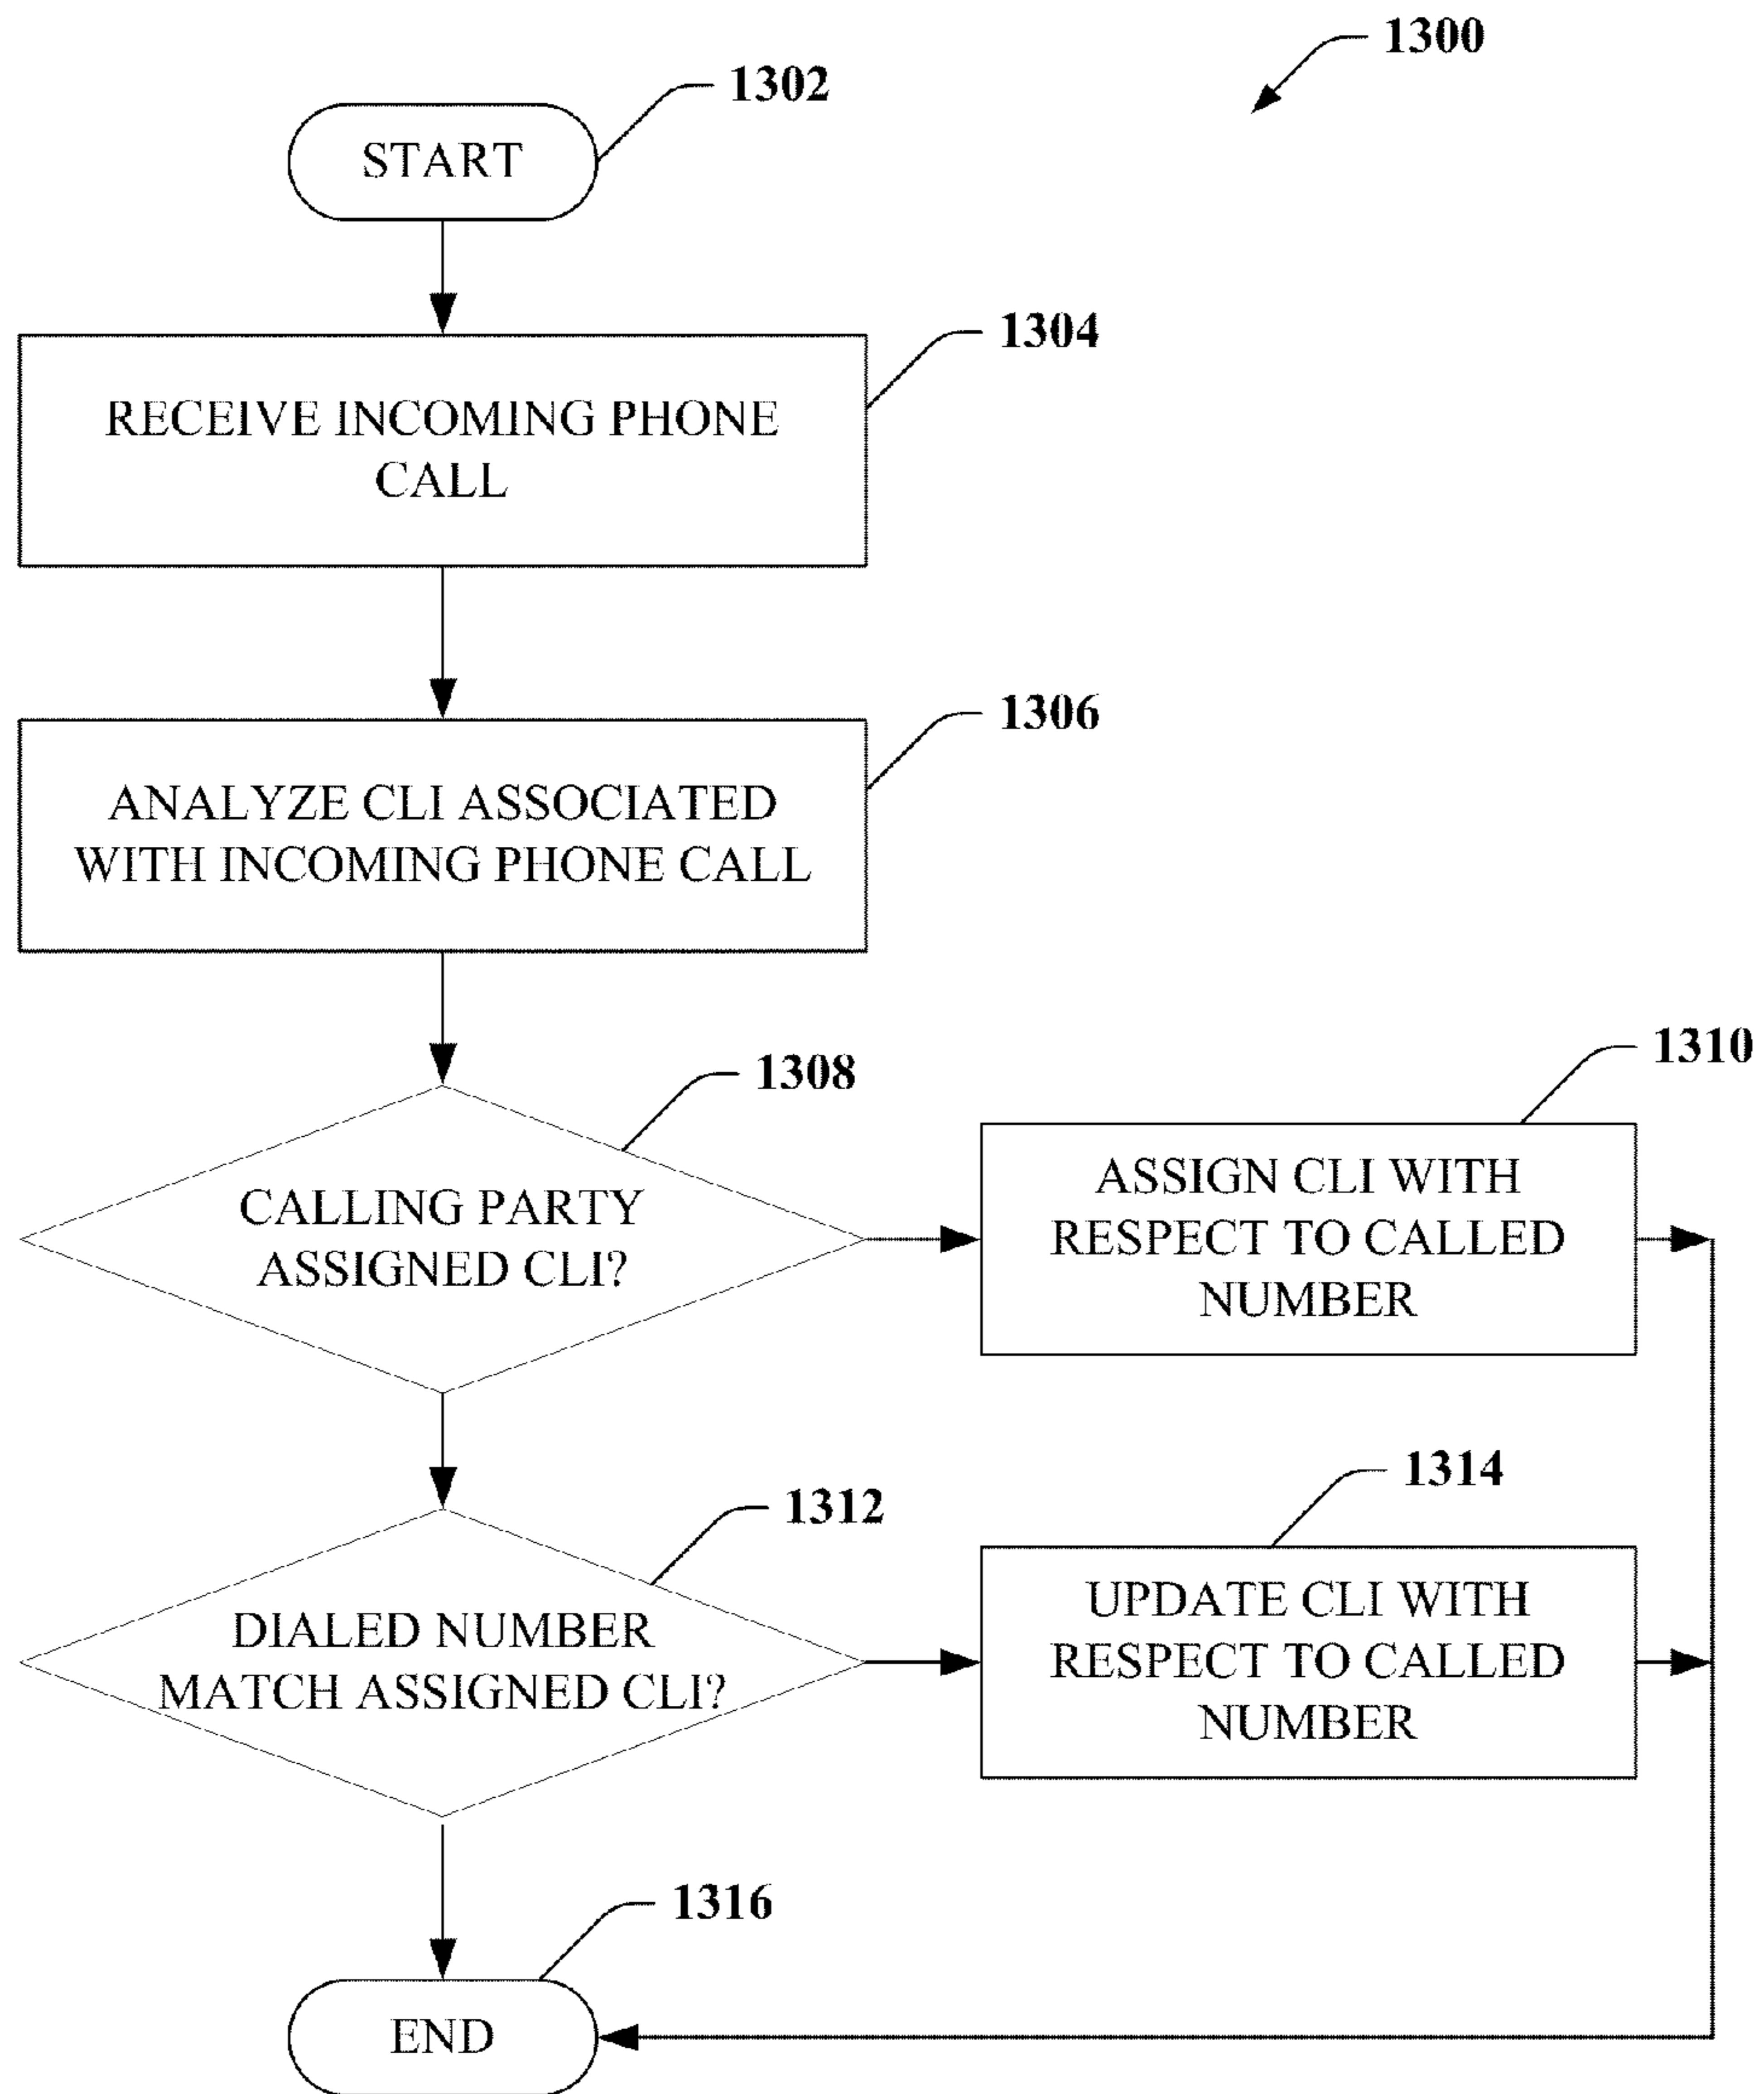 1300
1302
START
1304
RECEIVE INCOMING PHONE
CALL
1306
ANALYZE CLI ASSOCIATED
WITH INCOMING PHONE CALL
1308
CALLING PARTY
ASSIGNED CLI?
1310
ASSIGN CLI WITH
RESPECT TO CALLED
NUMBER
1312
DIALED NUMBER
MATCH ASSIGNED CLI?
1314
UPDATE CLI WITH
RESPECT TO CALLED
NUMBER
1316
END